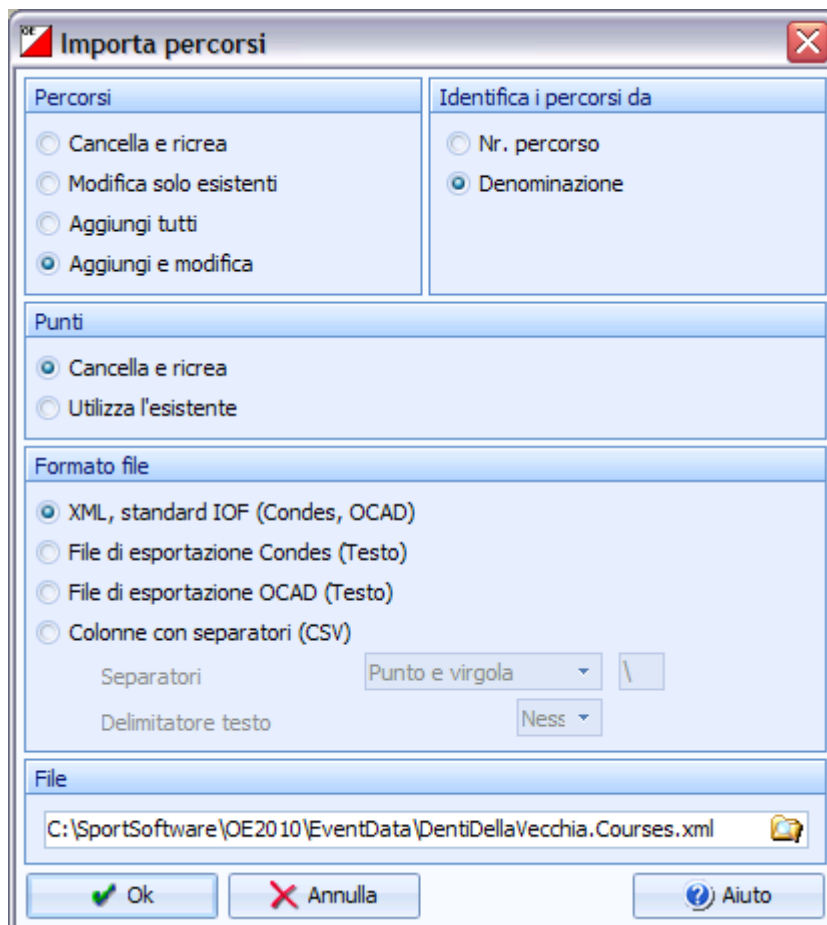 OE Importa percorsi
Percorsi
Cancella e ricrea
Modifica solo esistenti
Aggiungi tutti
Aggiungi e modifica
Identifica i percorsi da
Nr. percorso
Denominazione
Punti
Cancella e ricrea
Utilizza l'esistente
Formato file
XML, standard IOF (Condes, OCAD)
File di esportazione Condes (Testo)
File di esportazione OCAD (Testo)
Colonne con separatori (CSV)
Separatori Punto e virgola \
Delimitatore testo Ness
File
C:\SportSoftware\OE2010\EventData\DentiDellaVecchia.Courses.xml
Ok Annulla Aiuto